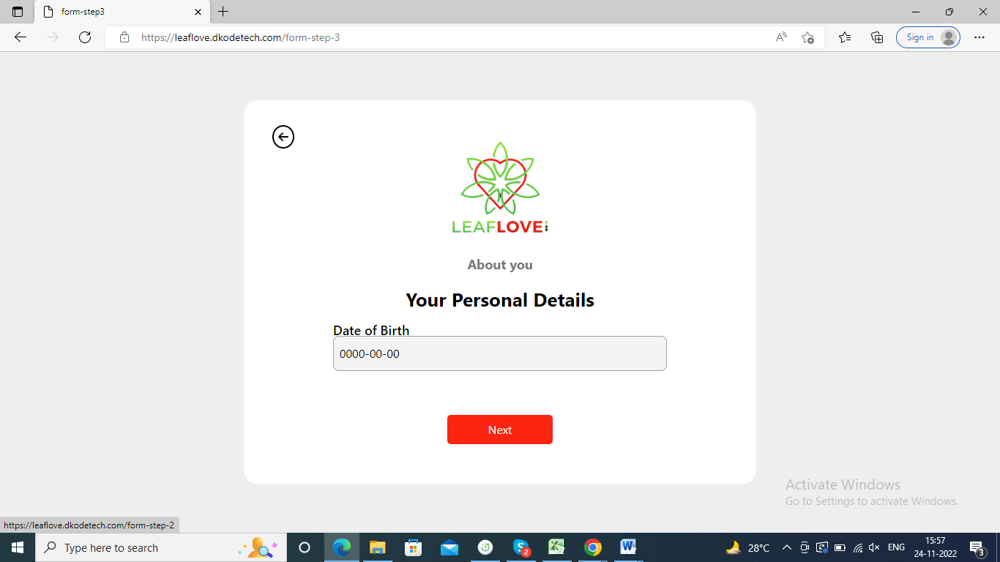 form-step3
https://leaflove.dkodetech.com/form-step-3
Sign in
LEAFLOVE
About you
Your Personal Details
Date of Birth
0000-00-00
Next
Activate Windows
Go to Settings to activate Windows.
https://leaflove.dkodetech.com/form-step-2
Type here to search
2
28°C
ENG
15:57
24-11-2022
3